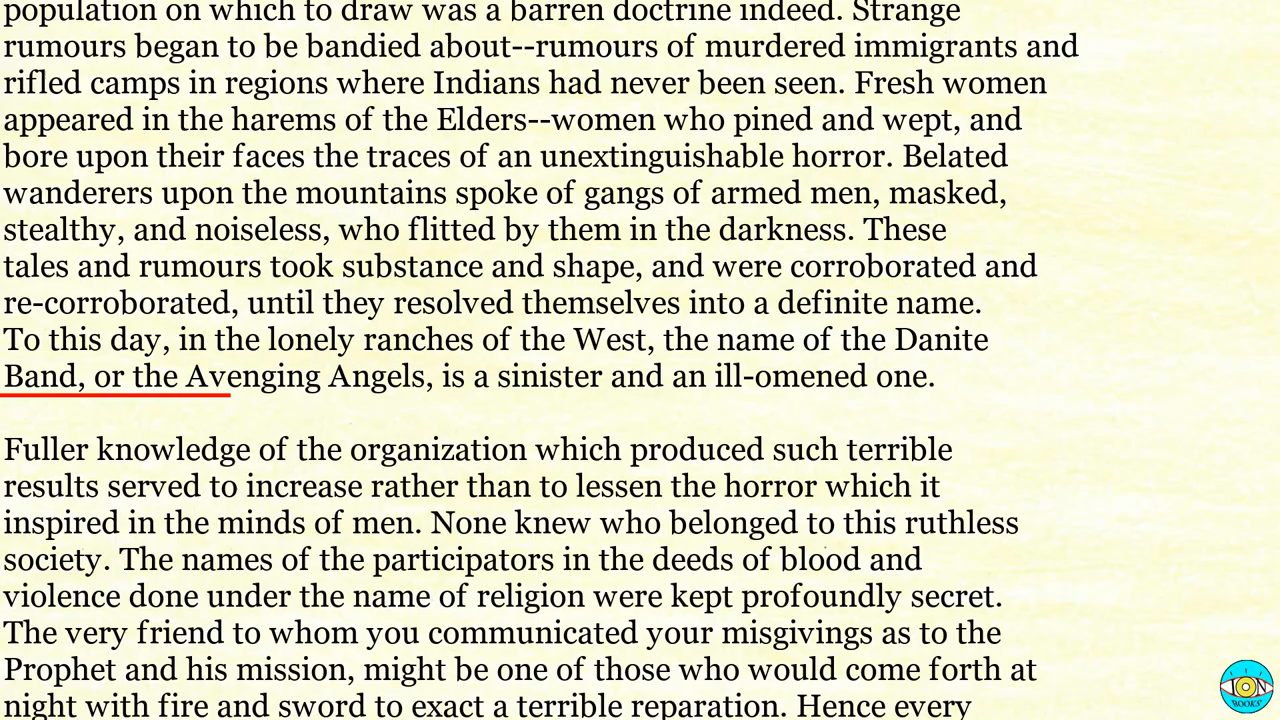 population on which to draw was a barren doctrine indeed. Strange
rumours began to be bandied about--rumours of murdered immigrants and
rifled camps in regions where Indians had never been seen. Fresh women
appeared in the harems of the Elders--women who pined and wept, and
bore upon their faces the traces of an unextinguishable horror. Belated
wanderers upon the mountains spoke of gangs of armed men, masked,
stealthy, and noiseless, who flitted by them in the darkness. These
tales and rumours took substance and shape, and were corroborated and
re-corroborated, until they resolved themselves into a definite name.
To this day, in the lonely ranches of the West, the name of the Danite
Band, or the Avenging Angels, is a sinister and an ill-omened one.
Fuller knowledge of the organization which produced such terrible
results served to increase rather than to lessen the horror which it
inspired in the minds of men. None knew who belonged to this ruthless
society. The names of the participators in the deeds of blood and
violence done under the name of religion were kept profoundly secret.
The very friend to whom you communicated your misgivings as to the
Prophet and his mission, might be one of those who would come forth at
night with fire and sword to exact a terrible reparation. Hence every
ION
BOOKS